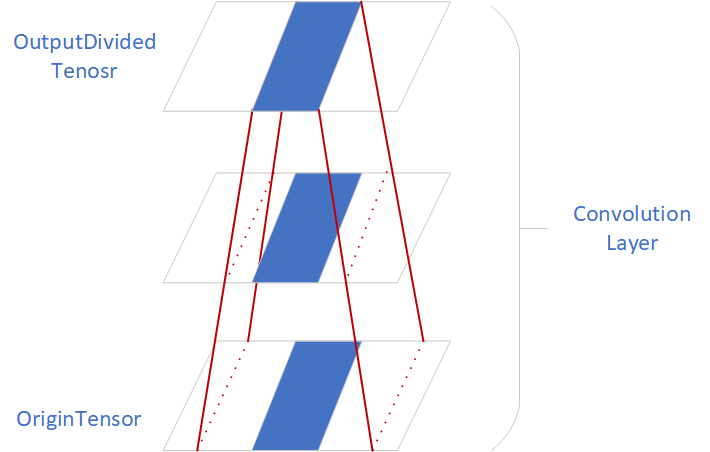 OutputDivided
Tenosr
Convolution
Layer
OriginTensor